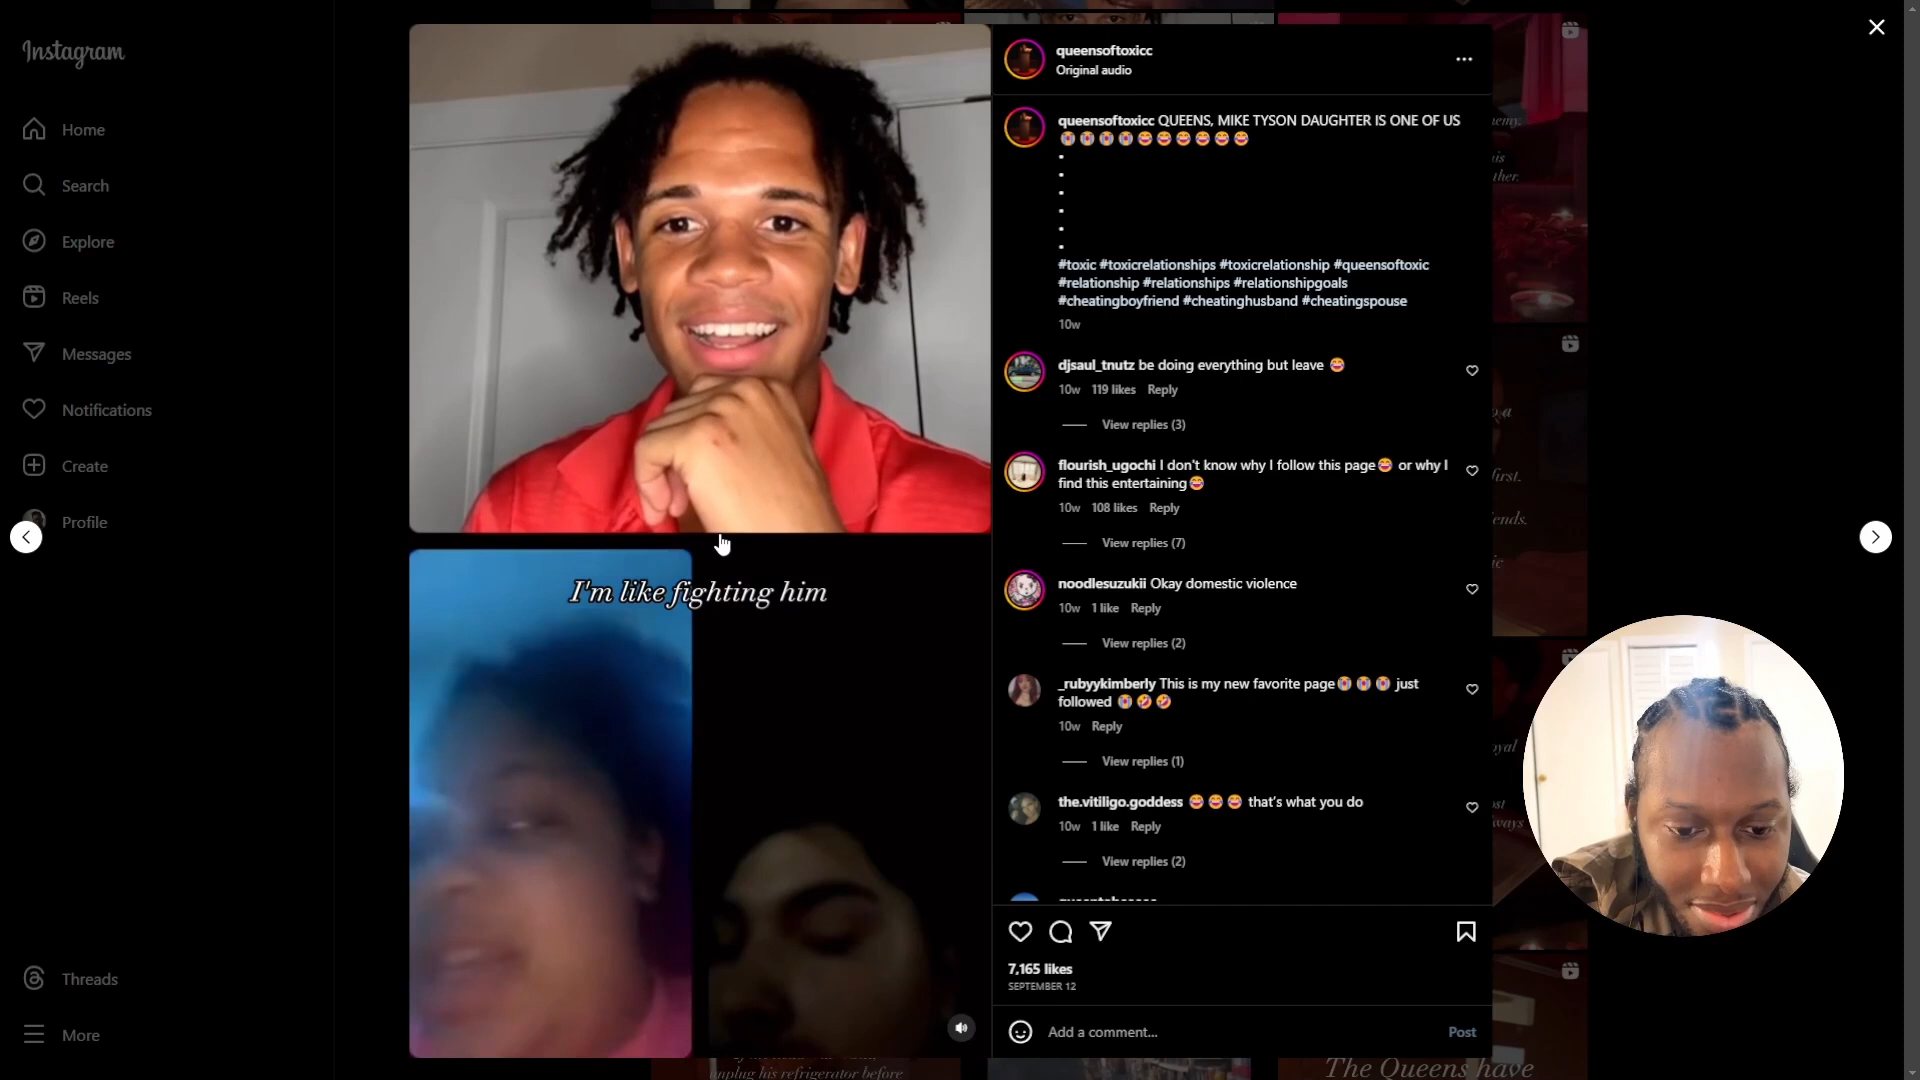 Instagram
Home
Search
Explore
Reels
Messages
Notifications
Create
Profile
Threads
More
I'm like fighting him
queensoftoxicc
Original audio
queensoftoxicc QUEENS, MIKE TYSON DAUGHTER IS ONE OF US
😭😭😭😭😂😂😂😂😂😂
.
.
.
.
.
.
#toxic #toxicrelationships #toxicrelationship #queensoftoxic
#relationship #relationships #relationshipgoals
#cheatingboyfriend #cheatinghusband #cheatingspouse
10w
djsaul_tnutz be doing everything but leave 😂
10w 119 likes Reply
View replies (3)
flourish_ugochi I don't know why I follow this page😂 or why I
find this entertaining😂
10w 108 likes Reply
View replies (7)
noodlesuzukii Okay domestic violence
10w 1 like Reply
View replies (2)
_rubyykimberly This is my new favorite page😭😭😭 just
followed 😭🤣🤣
10w Reply
View replies (1)
the.vitiligo.goddess 😂😂😂 that's what you do
10w 1 like Reply
View replies (2)
7,165 likes
SEPTEMBER 12
Add a comment...
Post
unplug his refrigerator before
The Queens have